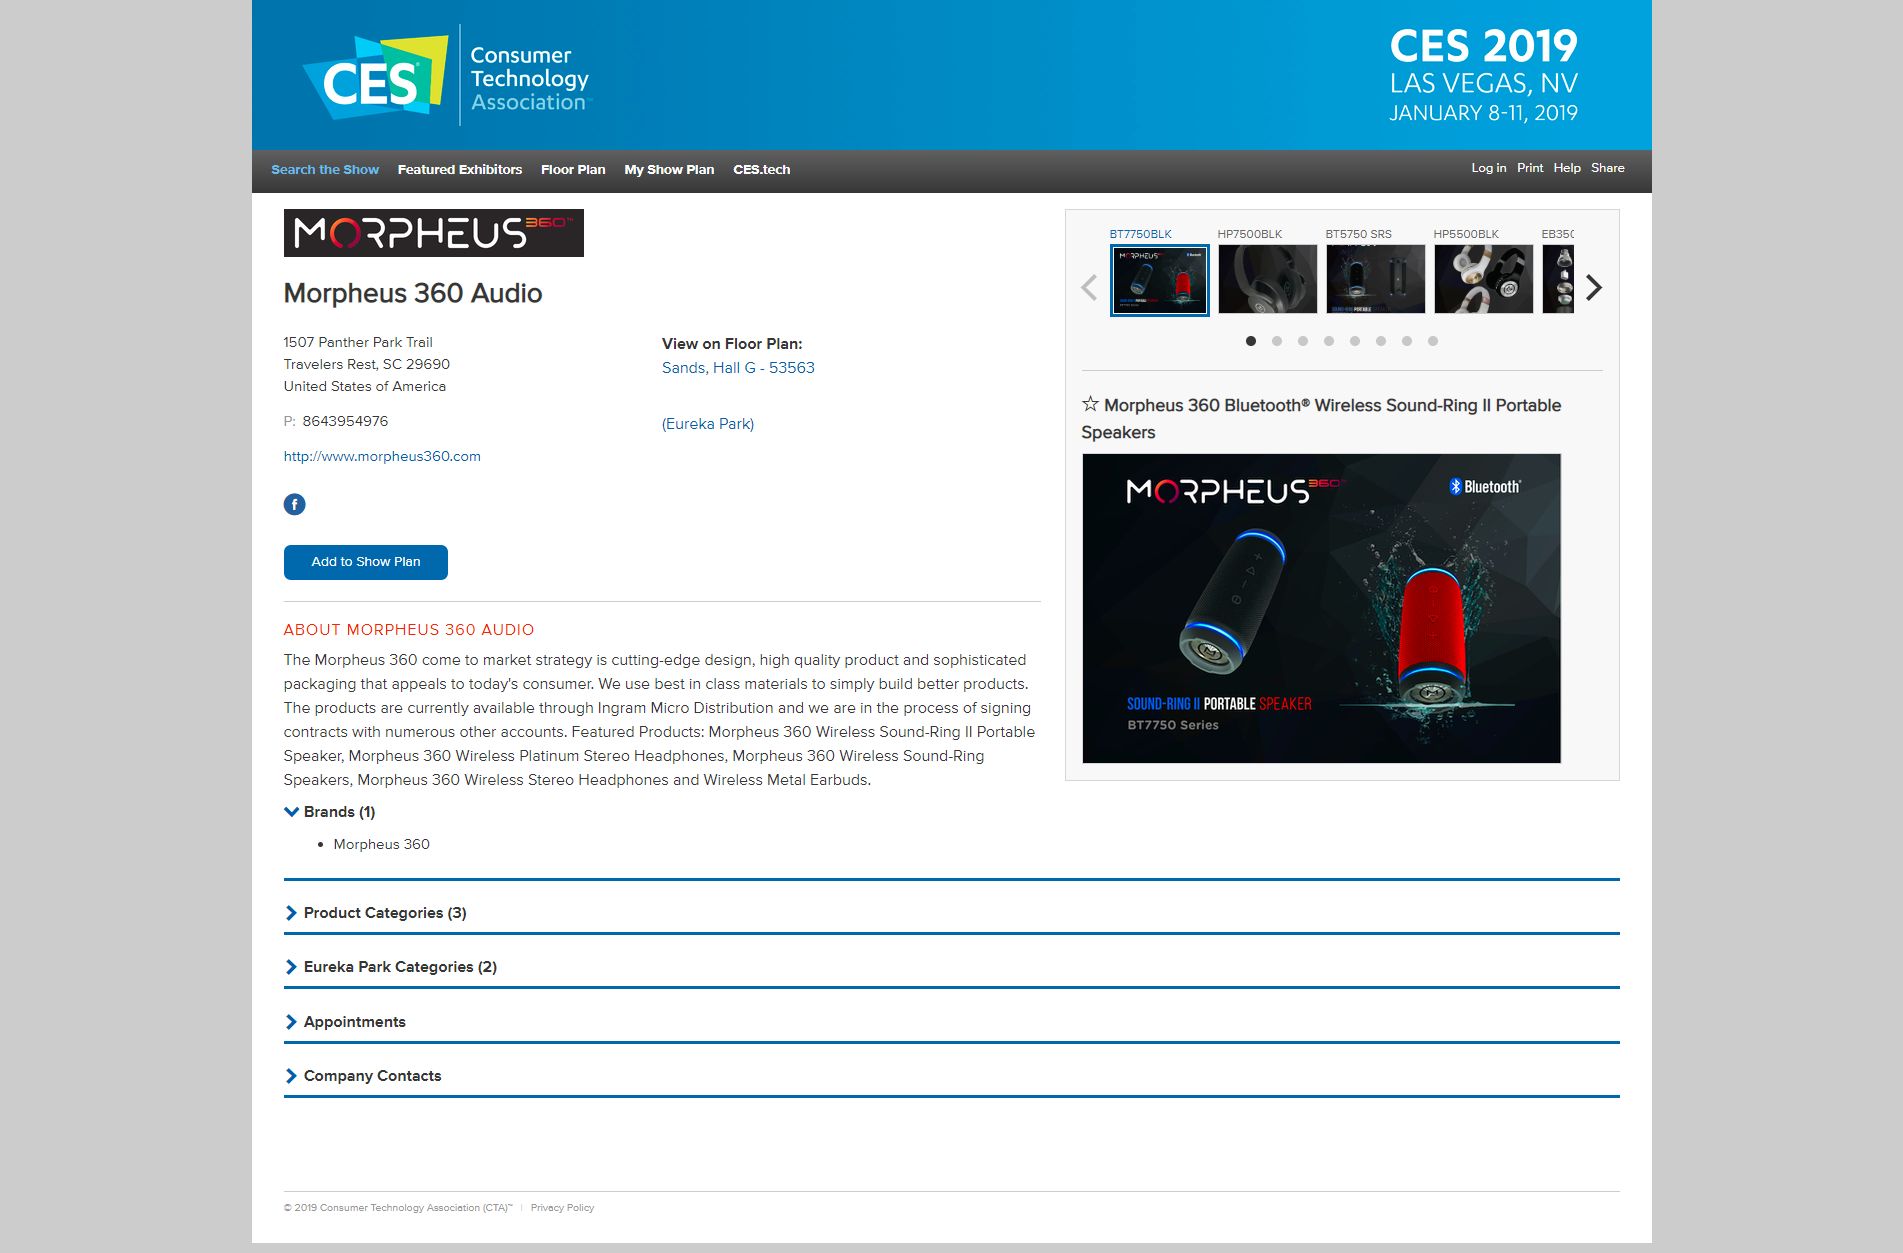 CES
Consumer
Technology
Association
CES 2019
LAS VEGAS, NV
JANUARY 8-11, 2019
Search the Show Featured Exhibitors Floor Plan My Show Plan CES.tech
Log in Print Help Share
MORPHEUS 360™
Morpheus 360 Audio
1507 Panther Park Trail
Travelers Rest, SC 29690
United States of America
P: 8643954976
http://www.morpheus360.com
View on Floor Plan:
Sands, Hall G - 53563
(Eureka Park)
Add to Show Plan
ABOUT MORPHEUS 360 AUDIO
The Morpheus 360 come to market strategy is cutting-edge design, high quality product and sophisticated
packaging that appeals to today's consumer. We use best in class materials to simply build better products.
The products are currently available through Ingram Micro Distribution and we are in the process of signing
contracts with numerous other accounts. Featured Products: Morpheus 360 Wireless Sound-Ring II Portable
Speaker, Morpheus 360 Wireless Platinum Stereo Headphones, Morpheus 360 Wireless Sound-Ring
Speakers, Morpheus 360 Wireless Stereo Headphones and Wireless Metal Earbuds.
Brands (1)
• Morpheus 360
BT7750BLK HP7500BLK BT5750 SRS HP5500BLK
☆ Morpheus 360 Bluetooth® Wireless Sound-Ring II Portable
Speakers
MORPHEUS 360
Bluetooth®
SOUND-RING II PORTABLE SPEAKER
BT7750 Series
Product Categories (3)
Eureka Park Categories (2)
Appointments
Company Contacts
© 2019 Consumer Technology Association (CTA)™ | Privacy Policy